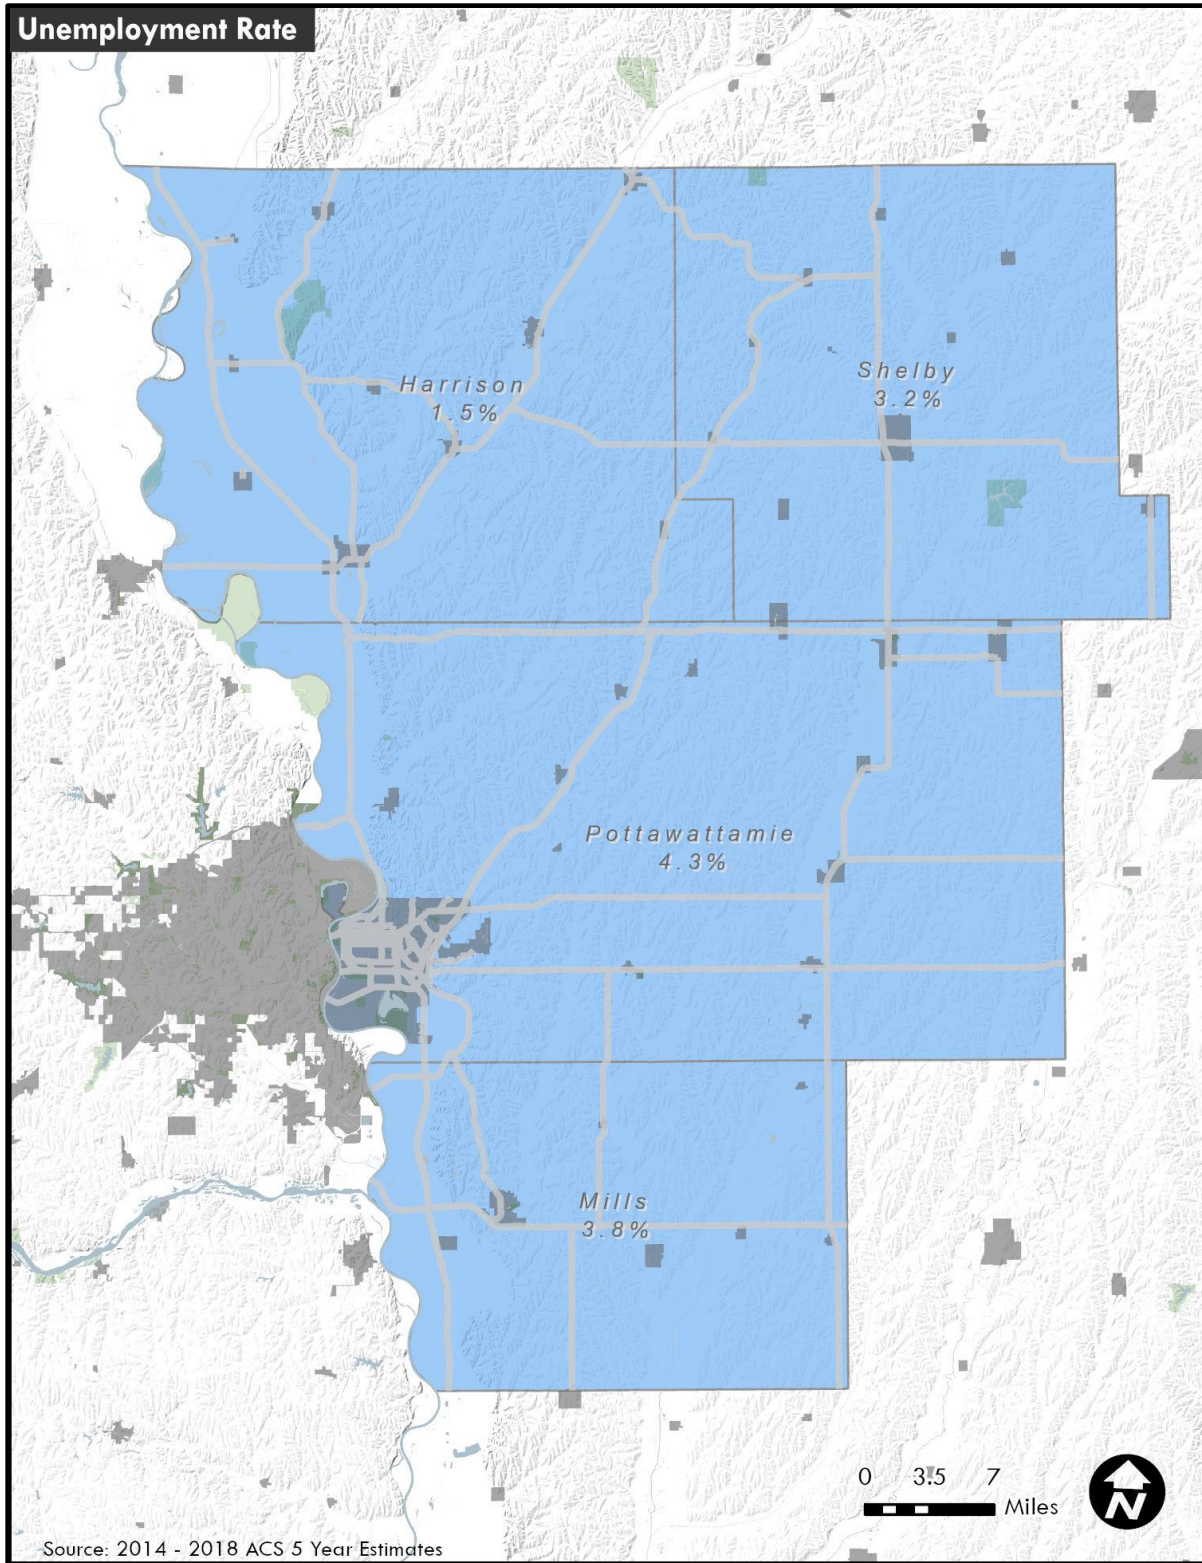 Unemployment Rate
Harrison
1.5%
Shelby
3.2%
Pottawattamie
4.3%
Mills
3.8%
0 3.5 7
Miles
N
Source: 2014 - 2018 ACS 5 Year Estimates